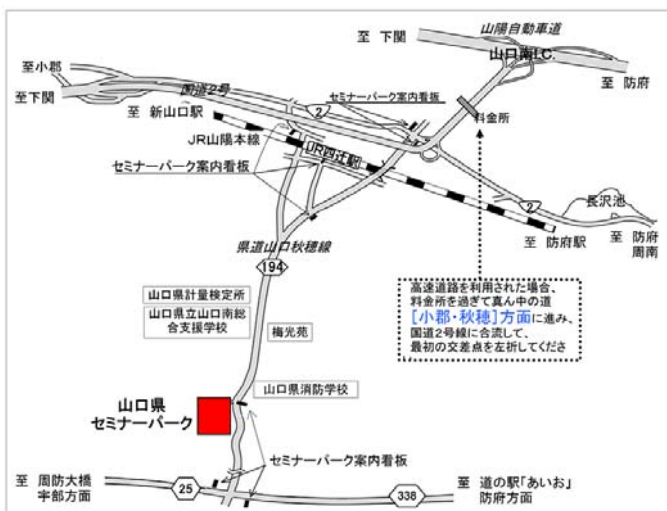 山陽自動車道
至 下関
山口南I.C.
至小郡
至 防府
至下関
国道2号
セミナーパーク案内看板
至 新山口駅
2
料金所
JR山陽本線
JR四辻駅
セミナーパーク案内看板
長沢池
2
至 防府駅
至 防府
周南
県道山口秋穂線
194
高速道路を利用された場合、
料金所を過ぎて真ん中の道
[小郡・秋穂]方面に進み、
国道2号線に合流して、
最初の交差点を左折してくださ
山口県計量検定所
山口県立山口南総
合支援学校
梅光苑
山口県消防学校
山口県
セミナーパーク
セミナーパーク案内看板
至 周防大橋
宇部方面
25
338
至 道の駅「あいお」
防府方面